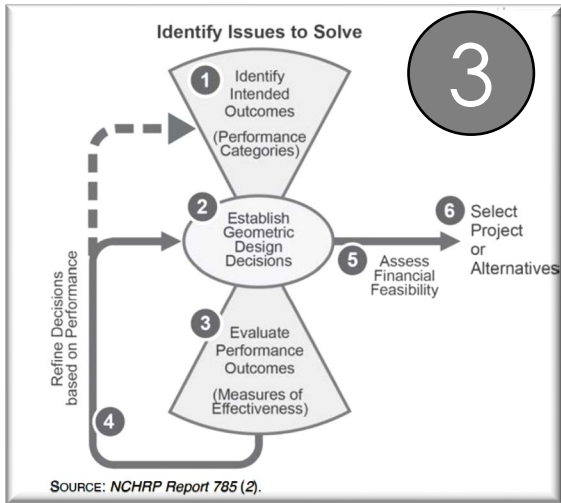 Identify Issues to Solve
3
1
Identify
Intended
Outcomes
(Performance
Categories)
2
Establish
Geometric
Design
Decisions
3
Evaluate
Performance
Outcomes
(Measures of
Effectiveness)
4
Refine Decisions
based on Performance
5
Assess
Financial
Feasibility
6
Select
Project
or
Alternatives
SOURCE: NCHRP Report 785 (2).